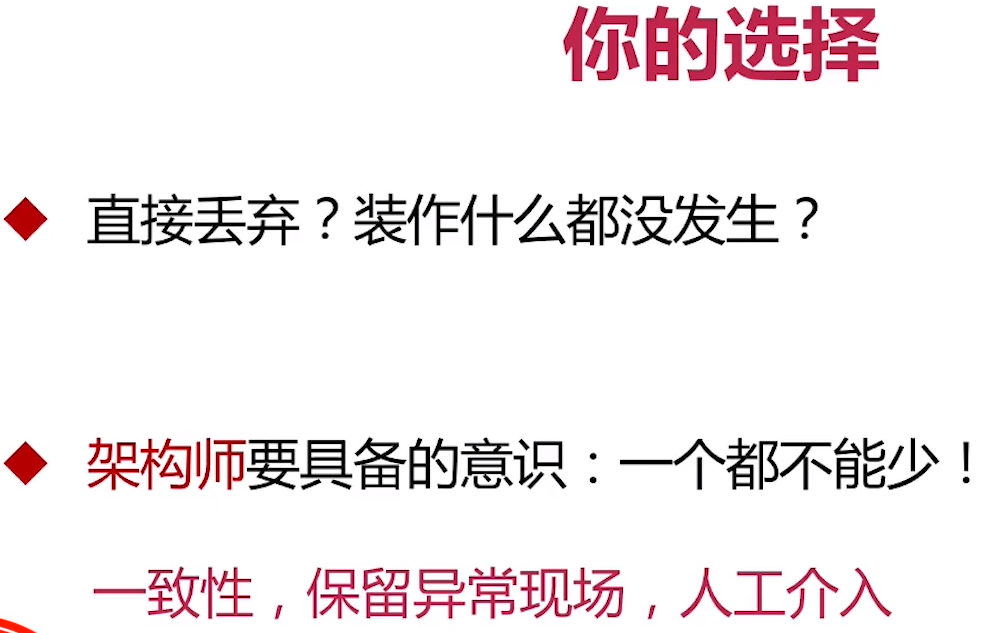 你的选择
直接丢弃？装作什么都没发生？
架构师要具备的意识：一个都不能少！
一致性，保留异常现场，人工介入